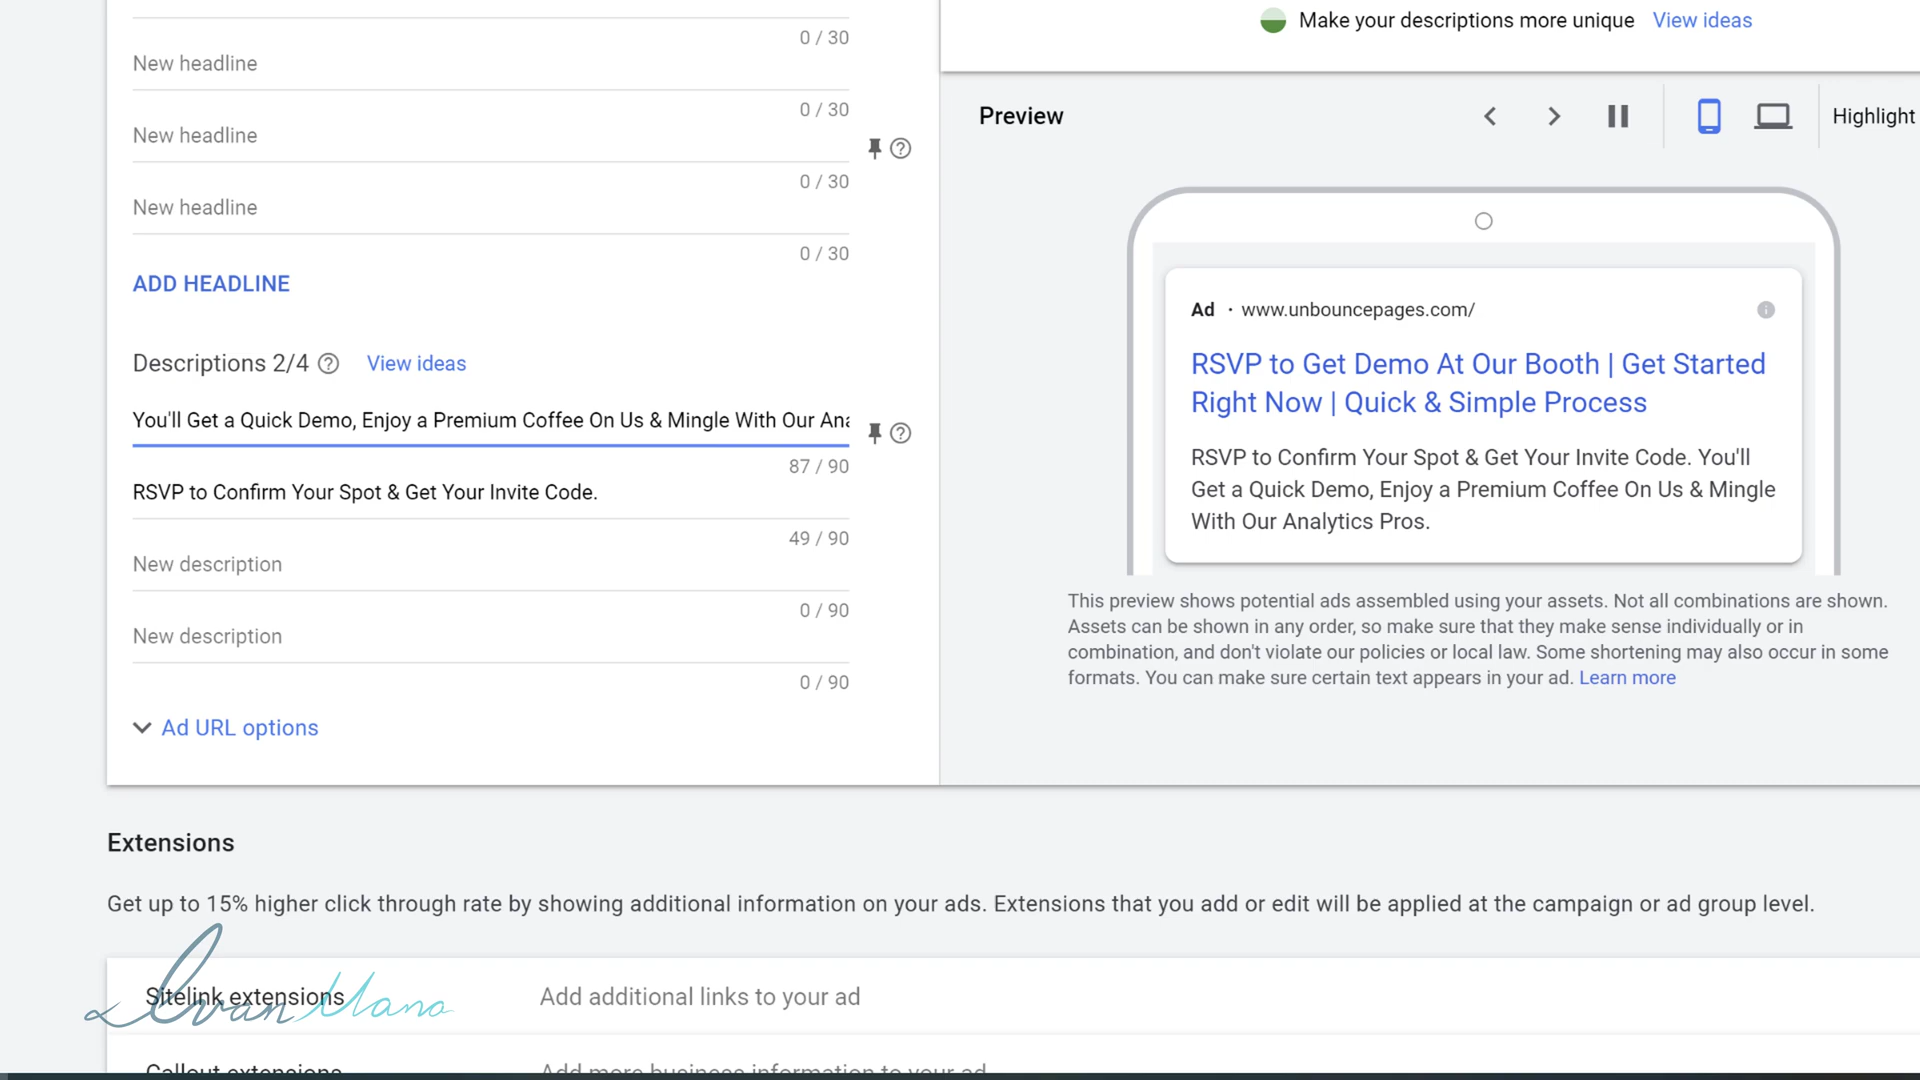 Make your descriptions more unique View ideas
0 / 30
New headline
0 / 30
New headline
0 / 30
New headline
0 / 30
ADD HEADLINE
Descriptions 2/4 View ideas
You'll Get a Quick Demo, Enjoy a Premium Coffee On Us & Mingle With Our Ana
87 / 90
RSVP to Confirm Your Spot & Get Your Invite Code.
49 / 90
New description
0 / 90
New description
0 / 90
Ad URL options
Preview
Highlight
Ad · www.unbouncepages.com/
RSVP to Get Demo At Our Booth | Get Started
Right Now | Quick & Simple Process
RSVP to Confirm Your Spot & Get Your Invite Code. You'll
Get a Quick Demo, Enjoy a Premium Coffee On Us & Mingle
With Our Analytics Pros.
This preview shows potential ads assembled using your assets. Not all combinations are shown.
Assets can be shown in any order, so make sure that they make sense individually or in
combination, and don't violate our policies or local law. Some shortening may also occur in some
formats. You can make sure certain text appears in your ad. Learn more
Extensions
Get up to 15% higher click through rate by showing additional information on your ads. Extensions that you add or edit will be applied at the campaign or ad group level.
Sitelink extensions Add additional links to your ad
Ivan Mana
Callout extensions Add more business information to your ad